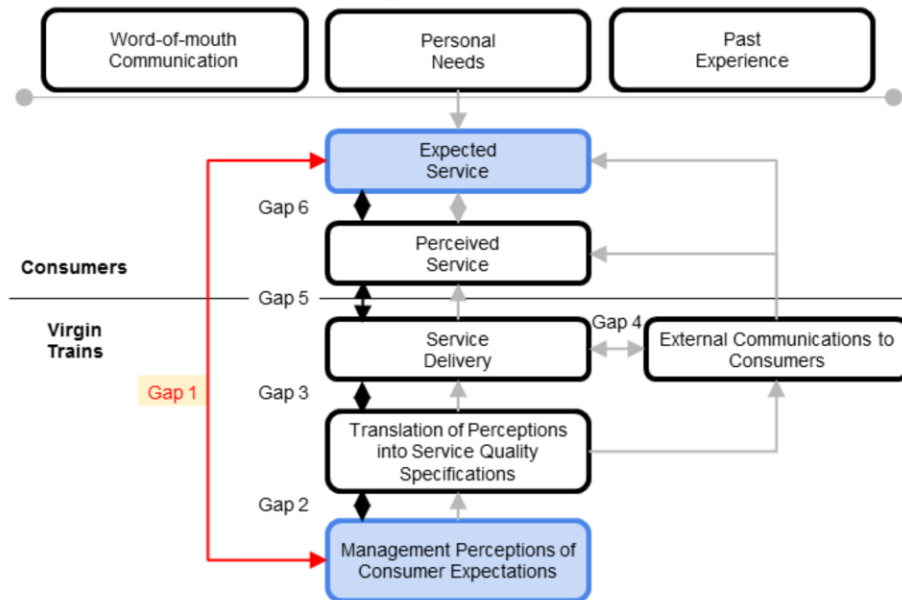 Word-of-mouth
Communication
Personal
Needs
Past
Experience
Expected
Service
Gap 6
Perceived
Service
Consumers
Gap 5
Virgin
Trains
Service
Delivery
Gap 4
External Communications to
Consumers
Gap 1
Gap 3
Translation of Perceptions
into Service Quality
Specifications
Gap 2
Management Perceptions of
Consumer Expectations